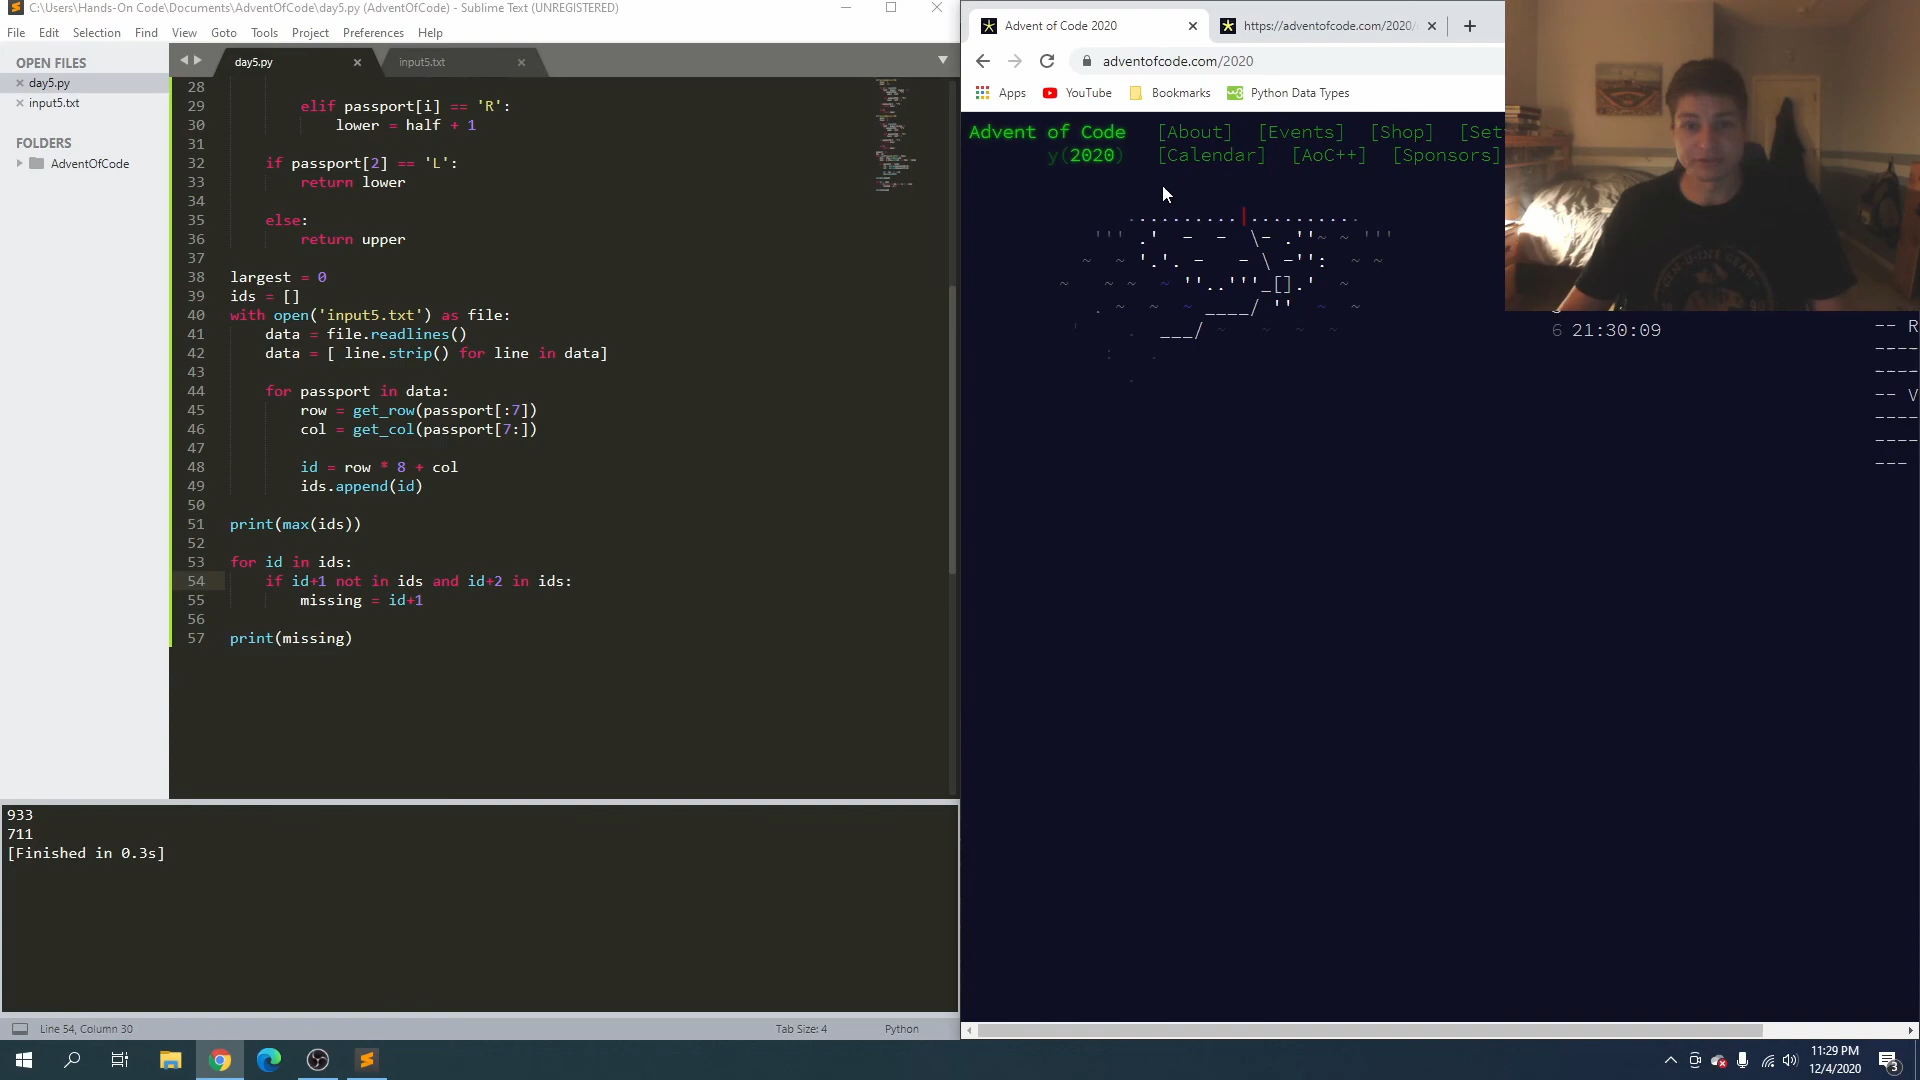 C:\Users\Hands-On Code\Documents\AdventOfCode\day5.py (AdventOfCode) - Sublime Text (UNREGISTERED)
File Edit Selection Find View Goto Tools Project Preferences Help
OPEN FILES
day5.py
input5.txt
FOLDERS
AdventOfCode
day5.py
input5.txt
28
29 elif passport[i] == 'R':
30 lower = half + 1
31
32 if passport[2] == 'L':
33 return lower
34
35 else:
36 return upper
37
38 largest = 0
39 ids = []
40 with open('input5.txt') as file:
41 data = file.readlines()
42 data = [ line.strip() for line in data]
43
44 for passport in data:
45 row = get_row(passport[:7])
46 col = get_col(passport[7:])
47
48 id = row * 8 + col
49 ids.append(id)
50
51 print(max(ids))
52
53 for id in ids:
54 if id+1 not in ids and id+2 in ids:
55 missing = id+1
56
57 print(missing)
933
711
[Finished in 0.3s]
Line 54, Column 30
Tab Size: 4
Python
Advent of Code 2020
https://adventofcode.com/2020/
adventofcode.com/2020
Apps YouTube Bookmarks Python Data Types
Advent of Code [About] [Events] [Shop] [Set
y(2020) [Calendar] [AoC++] [Sponsors]
6 21:30:09
-- R
-- V
11:29 PM
12/4/2020
3